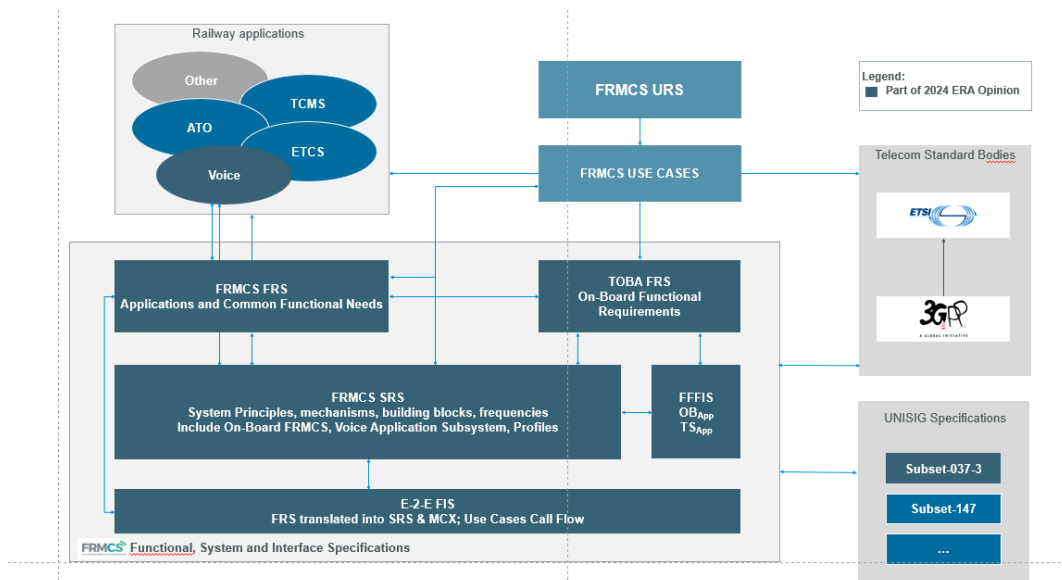 Railway applications
Other
TCMS
ATO
ETCS
Voice
FRMCS URS
FRMCS USE CASES
Legend:
Part of 2024 ERA Opinion
Telecom Standard Bodies
ETSI
3GPP
A GLOBAL INITIATIVE
FRMCS FRS
Applications and Common Functional Needs
TOBA FRS
On-Board Functional
Requirements
FRMCS SRS
System Principles, mechanisms, building blocks, frequencies
Include On-Board FRMCS, Voice Application Subsystem, Profiles
FFFIS
OBApp
TSApp
E-2-E FIS
FRS translated into SRS & MCX; Use Cases Call Flow
FRMCS Functional, System and Interface Specifications
UNISIG Specifications
Subset-037-3
Subset-147
...